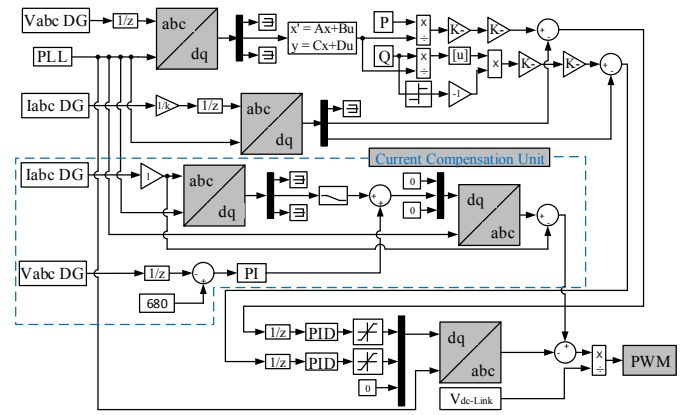 Vabc DG
1/z
abc
dq
x' = Ax+Bu
y = Cx+Du
P
×
÷
K-
K-
+
-
PLL
Q
×
÷
[u]
×
K-
K-
+
-
-1
Iabc DG
1/K
1/z
abc
dq
Current Compensation Unit
Iabc DG
1
abc
dq
+
+
0
0
dq
abc
+
-
Vabc DG
1/z
-
+
PI
680
1/z
PID
1/z
PID
0
dq
abc
-
+
×
÷
PWM
Vdc-Link